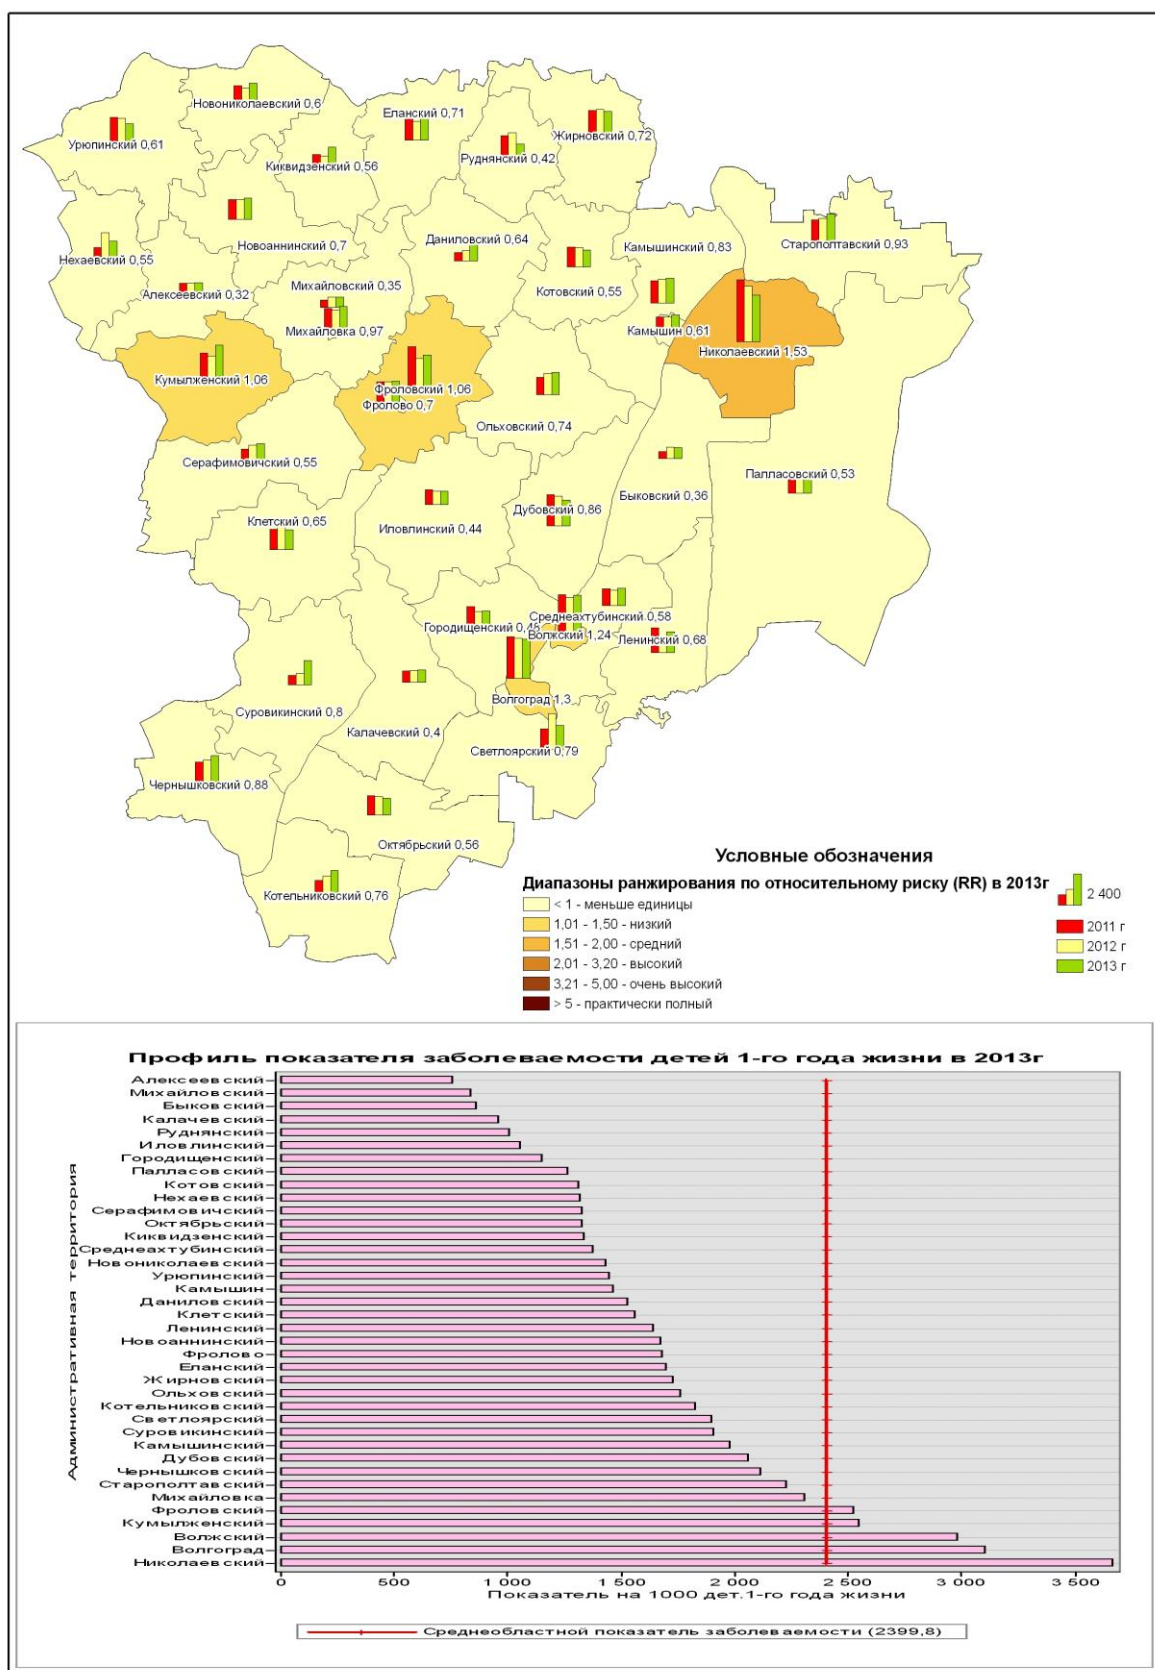 Новониколаевский 0,6
Еланский 0,71
Урюпинский 0,61
Жирновский 0,72
Киквидзенский 0,56
Руднянский 0,42
Новоаннинский 0,7
Даниловский 0,64
Камышинский 0,83
Старополтавский 0,93
Нехаевский 0,55
Алексеевский 0,32
Михайловский 0,35
Котовский 0,55
Михайловка 0,97
Камышин 0,61
Николаевский 1,53
Кумылженский 1,06
Фроловский 1,06
Фролово 0,7
Ольховский 0,74
Серафимовичский 0,55
Палласовский 0,53
Быковский 0,36
Клетский 0,65
Иловлинский 0,44
Дубовский 0,86
Среднеахтубинский 0,58
Городищенский 0,48
Волжский 1,24
Ленинский 0,68
Волгоград 1,3
Суровикинский 0,8
Калачевский 0,4
Светлоярский 0,79
Чернышковский 0,88
Октябрьский 0,56
Котельниковский 0,76
Условные обозначения
Диапазоны ранжирования по относительному риску (RR) в 2013г
< 1 - меньше единицы
1,01 - 1,50 - низкий
1,51 - 2,00 - средний
2,01 - 3,20 - высокий
3,21 - 5,00 - очень высокий
> 5 - практически полный
2 400
2011 г
2012 г
2013 г
Профиль показателя заболеваемости детей 1-го года жизни в 2013г
Административная территория
Алексеевский
Михайловский
Быковский
Калачевский
Руднянский
Иловлинский
Городищенский
Палласовский
Котовский
Нехаевский
Серафимовичский
Октябрьский
Киквидзенский
Среднеахтубинский
Новониколаевский
Урюпинский
Камышин
Даниловский
Клетский
Ленинский
Новоаннинский
Фролово
Еланский
Жирновский
Ольховский
Котельниковский
Светлоярский
Суровикинский
Камышинский
Дубовский
Чернышковский
Старополтавский
Михайловка
Фроловский
Кумылженский
Волжский
Волгоград
Николаевский
0 500 1 000 1 500 2 000 2 500 3 000 3 500
Показатель на 1000 дет.1-го года жизни
Среднеобластной показатель заболеваемости (2399,8)